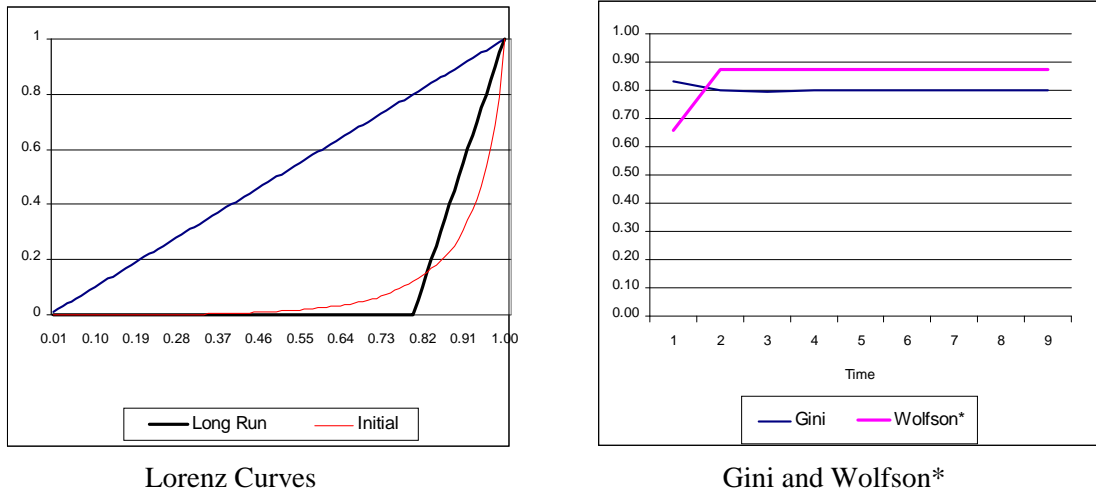 1
0.8
0.6
0.4
0.2
0
0.01 0.10 0.19 0.28 0.37 0.46 0.55 0.64 0.73 0.82 0.91 1.00
Long Run Initial
Lorenz Curves
1.00
0.90
0.80
0.70
0.60
0.50
0.40
0.30
0.20
0.10
0.00
1 2 3 4 5 6 7 8 9
Time
Gini Wolfson*
Gini and Wolfson*